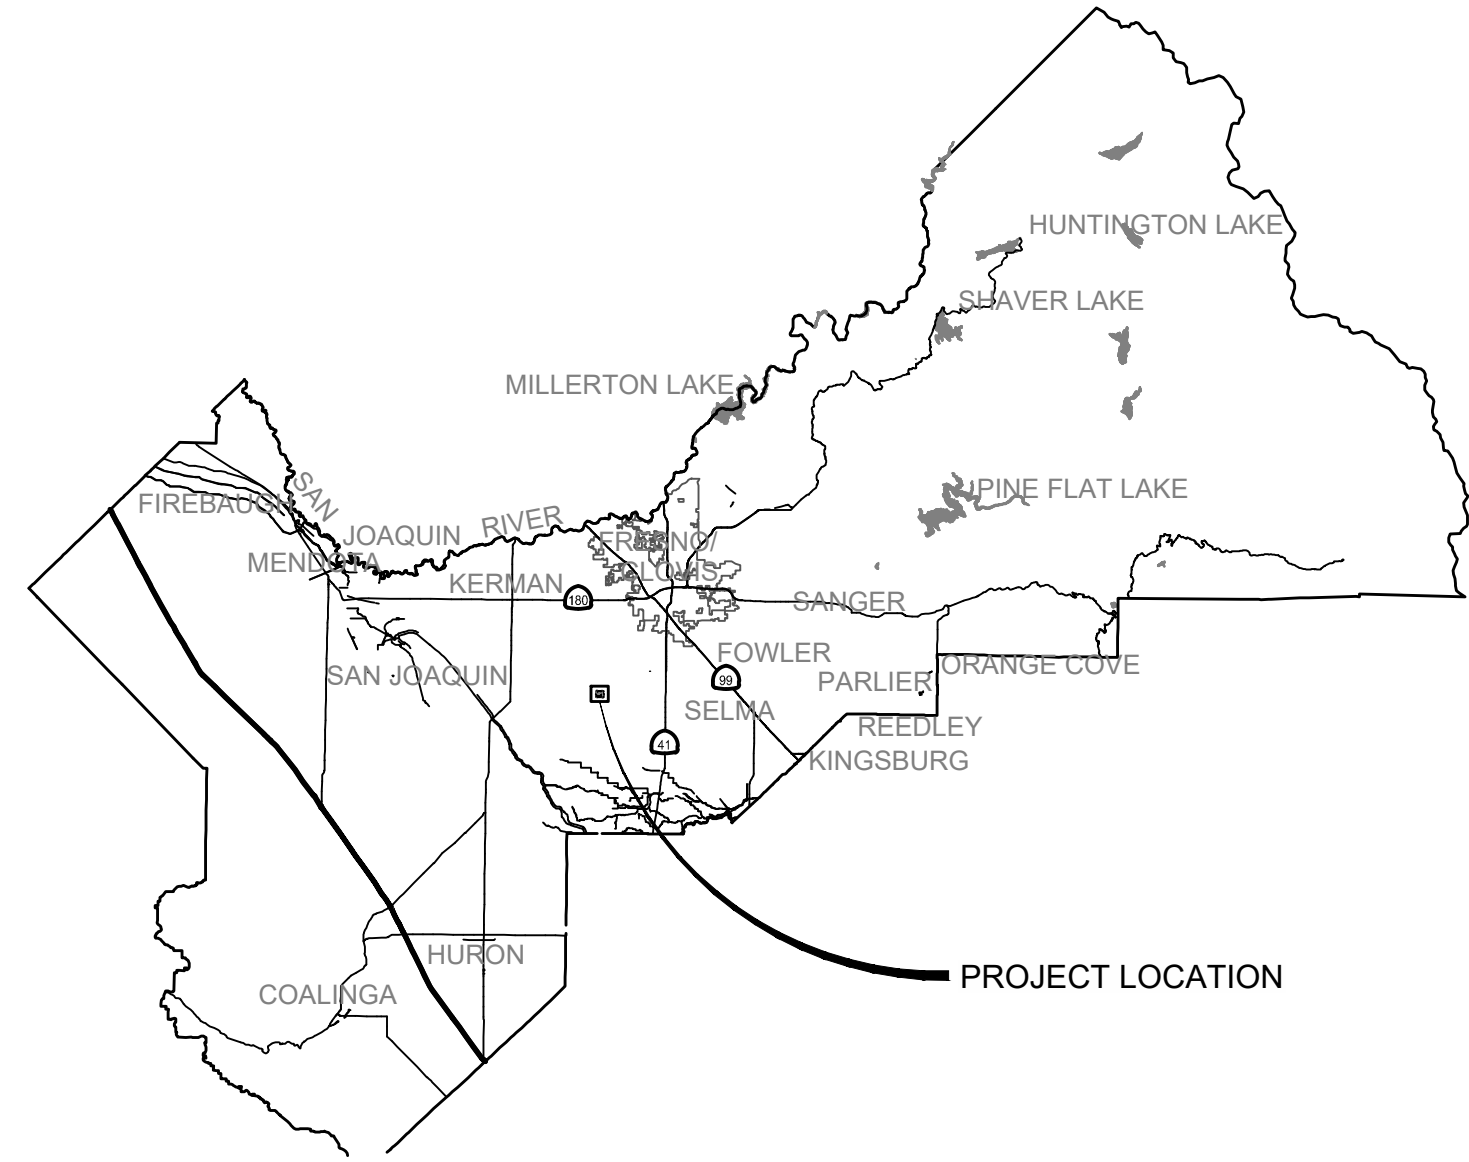 HUNTINGTON LAKE
SHAVER LAKE
MILLERTON LAKE
PINE FLAT LAKE
FIREBAUGH
SAN
JOAQUIN
RIVER
FRESNO/
CLOVIS
MENDOTA
KERMAN
180
SANGER
FOWLER
ORANGE COVE
SAN JOAQUIN
99
PARLIER
SELMA
REEDLEY
41
KINGSBURG
HURON
COALINGA
PROJECT LOCATION